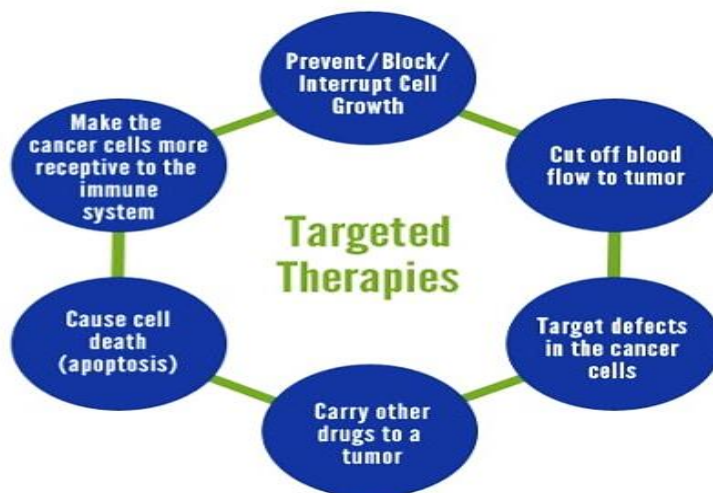 Prevent/Block/
Interrupt Cell
Growth
Cut off blood
flow to tumor
Target defects
in the cancer
cells
Carry other
drugs to a
tumor
Cause cell
death
(apoptosis)
Make the
cancer cells more
receptive to the
immune
system
Targeted
Therapies